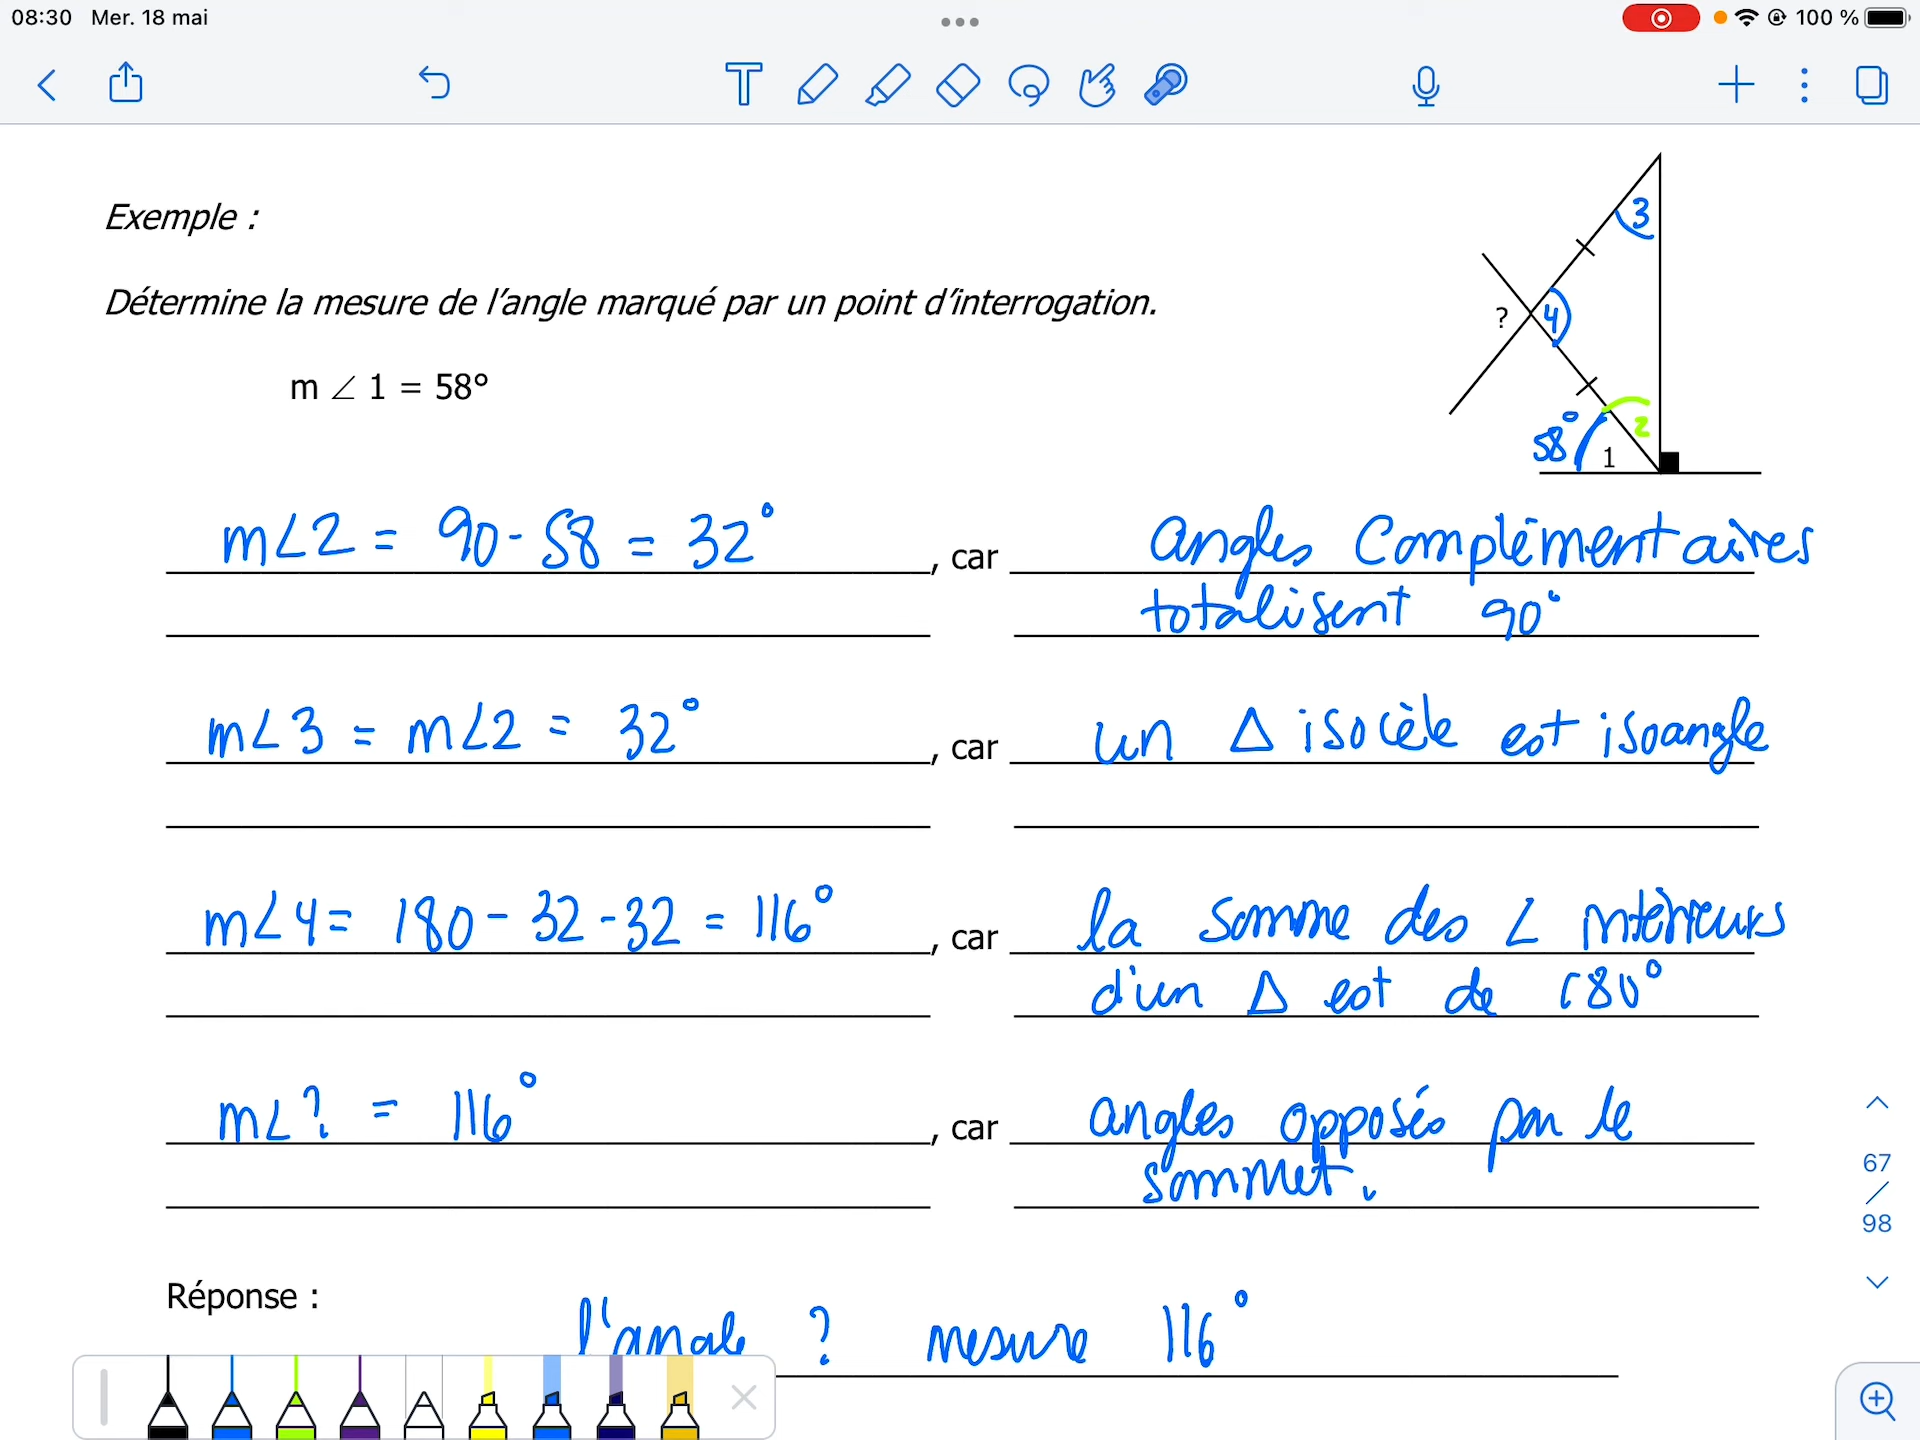 08:30 Mer. 18 mai
100 %
Exemple :
3
Détermine la mesure de l'angle marqué par un point d'interrogation.
? 4
m ∠ 1 = 58°
58° 1 2
m∠2 = 90 - 58 = 32° , car angles complémentaires
totalisent 90°
m∠3 = m∠2 = 32° , car un Δ isocèle est isoangle
m∠4 = 180 - 32 - 32 = 116° , car la somme des ∠ intérieurs
d'un Δ est de 180°
m∠? = 116° , car angles opposés par le
sommet.
67
/
98
Réponse :
l'angle ? mesure 116°